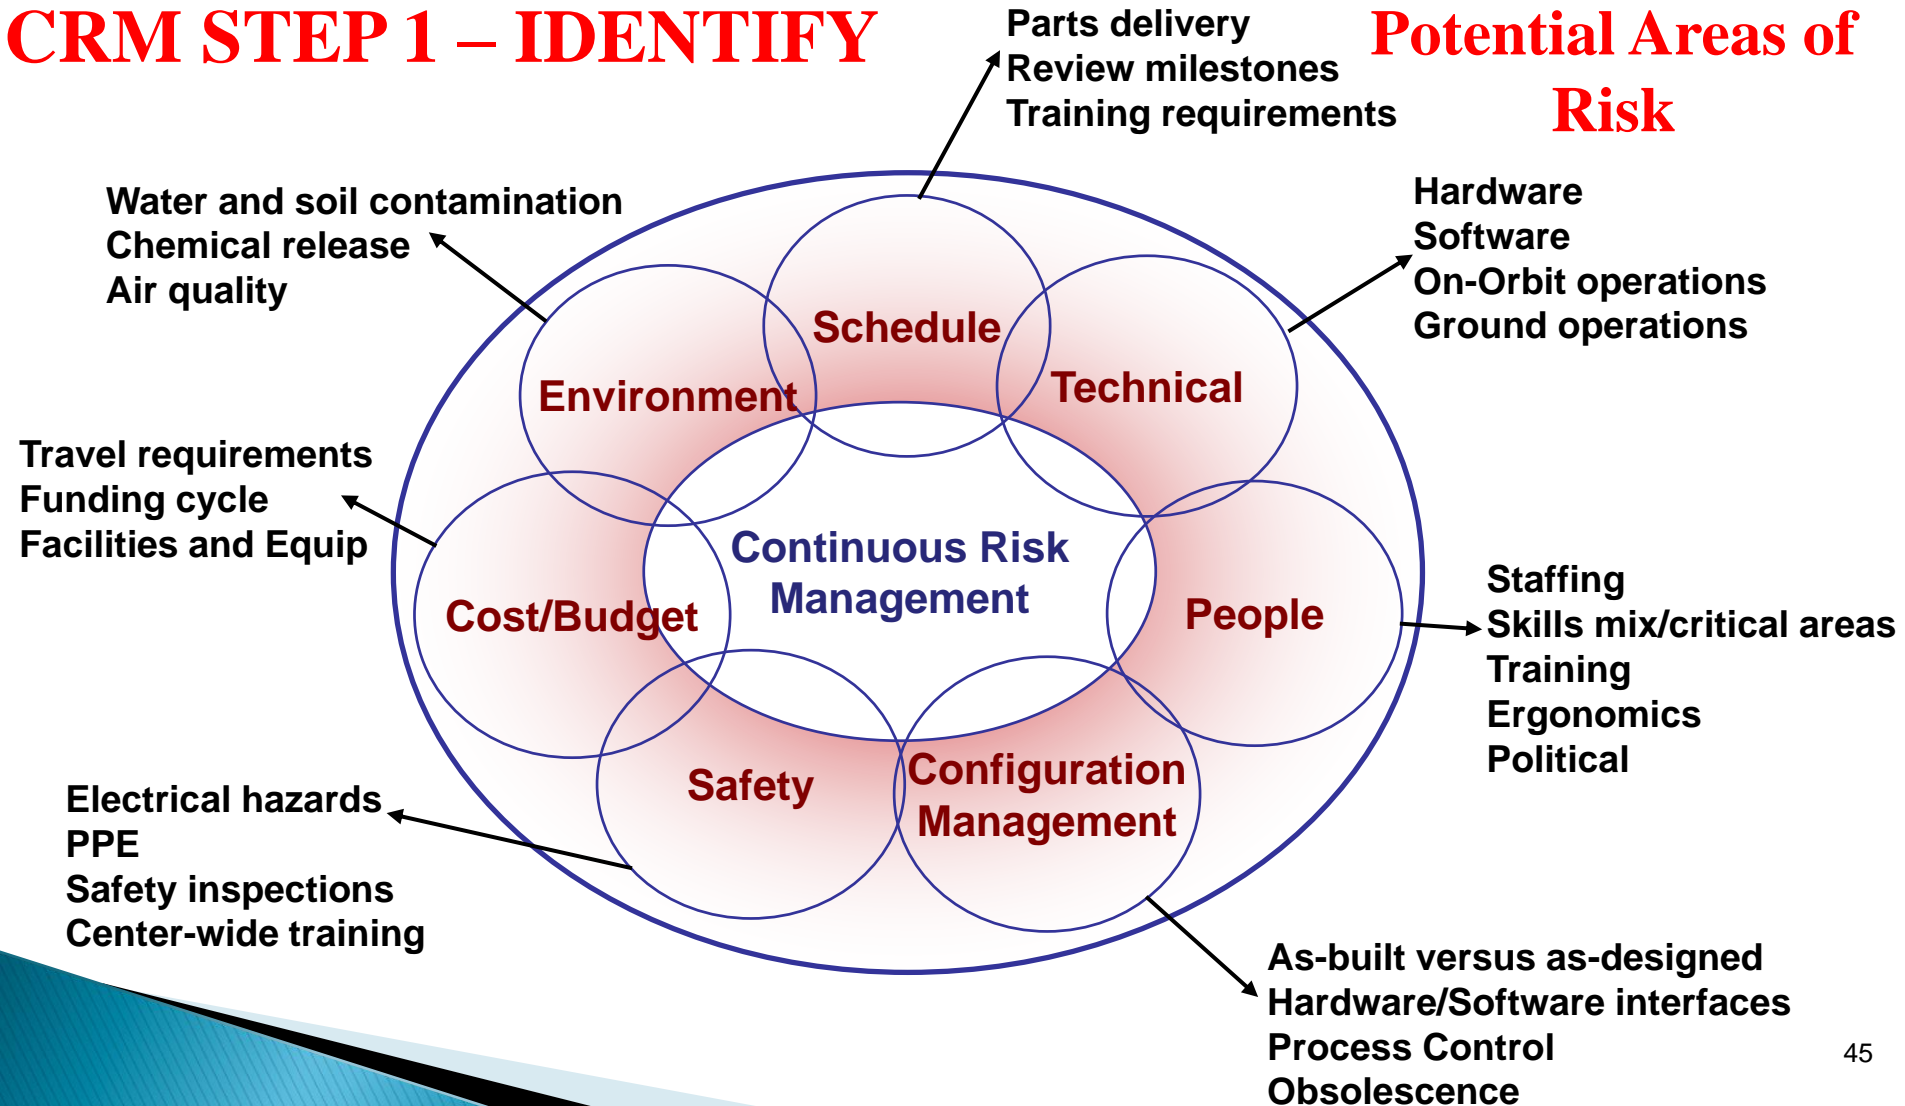 CRM STEP 1 – IDENTIFY
Potential Areas of
Risk
Parts delivery
Review milestones
Training requirements
Water and soil contamination
Chemical release
Air quality
Hardware
Software
On-Orbit operations
Ground operations
Schedule
Environment
Technical
Travel requirements
Funding cycle
Facilities and Equip
Continuous Risk
Management
Cost/Budget
People
Staffing
Skills mix/critical areas
Training
Ergonomics
Political
Safety
Configuration
Management
Electrical hazards
PPE
Safety inspections
Center-wide training
As-built versus as-designed
Hardware/Software interfaces
Process Control
Obsolescence
45